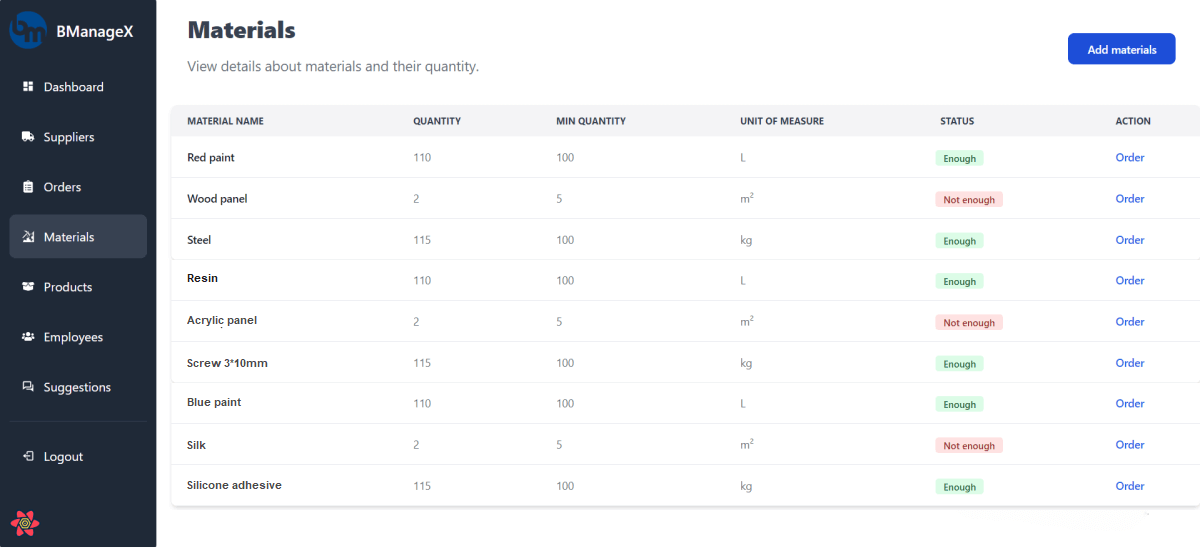 bm BManageX
Dashboard
Suppliers
Orders
Materials
Products
Employees
Suggestions
Logout
Materials
View details about materials and their quantity.
Add materials
MATERIAL NAME QUANTITY MIN QUANTITY UNIT OF MEASURE STATUS ACTION
Red paint 110 100 L Enough Order
Wood panel 2 5 m² Not enough Order
Steel 115 100 kg Enough Order
Resin 110 100 L Enough Order
Acrylic panel 2 5 m² Not enough Order
Screw 3*10mm 115 100 kg Enough Order
Blue paint 110 100 L Enough Order
Silk 2 5 m² Not enough Order
Silicone adhesive 115 100 kg Enough Order